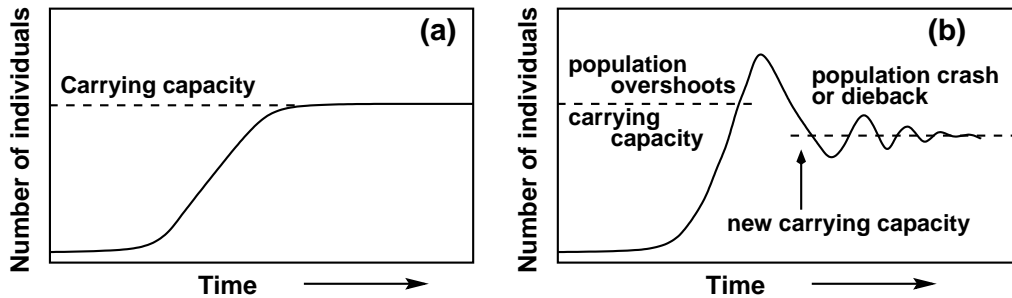 Number of individuals
(a)
Carrying capacity
Time
Number of individuals
(b)
population
overshoots
carrying
capacity
population crash
or dieback
new carrying capacity
Time